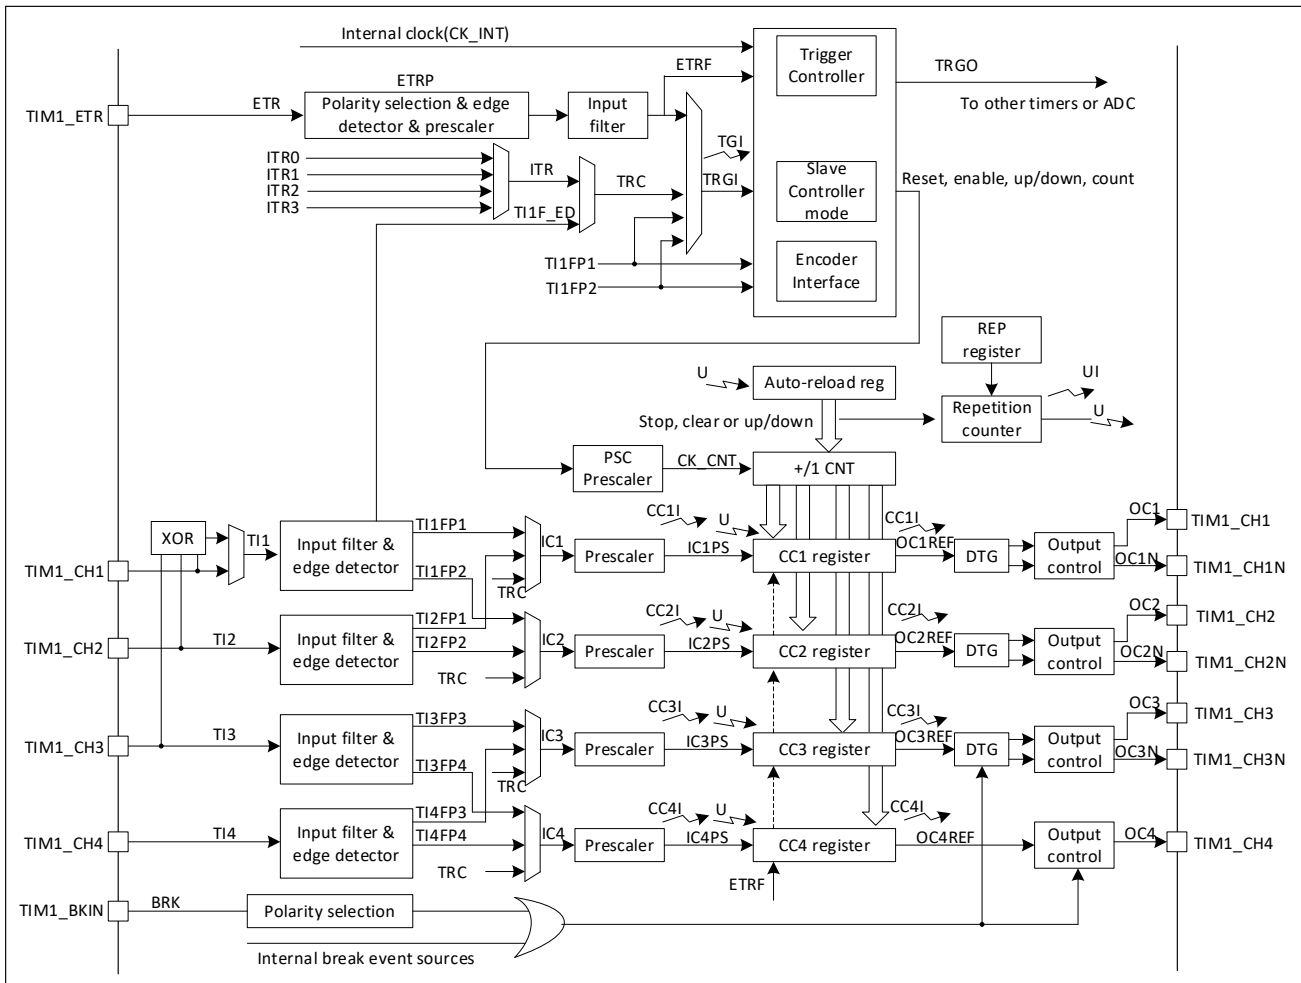 Internal clock(CK_INT)
Trigger
Controller
ETRF
TRGO
ETRP
ETR
Polarity selection & edge
detector & prescaler
Input
filter
To other timers or ADC
TIM1_ETR
TGI
ITR0
ITR1
ITR2
ITR3
ITR
TRC
TRGI
TI1F_ED
Slave
Controller
mode
Reset, enable, up/down, count
TI1FP1
TI1FP2
Encoder
Interface
REP
register
U
Auto-reload reg
UI
Stop, clear or up/down
Repetition
counter
U
PSC
Prescaler
CK_CNT
+/1 CNT
XOR
TI1
Input filter &
edge detector
TI1FP1
TI1FP2
TRC
IC1
Prescaler
IC1PS
CC1I
U
CC1 register
CC1I
OC1REF
DTG
Output
control
OC1
OC1N
TIM1_CH1
TIM1_CH1N
TIM1_CH1
TIM1_CH2
TI2
Input filter &
edge detector
TI2FP1
TI2FP2
TRC
IC2
Prescaler
IC2PS
CC2I
U
CC2 register
CC2I
OC2REF
DTG
Output
control
OC2
OC2N
TIM1_CH2
TIM1_CH2N
TIM1_CH3
TI3
Input filter &
edge detector
TI3FP3
TI3FP4
TRC
IC3
Prescaler
IC3PS
CC3I
U
CC3 register
CC3I
OC3REF
DTG
Output
control
OC3
OC3N
TIM1_CH3
TIM1_CH3N
TIM1_CH4
TI4
Input filter &
edge detector
TI4FP3
TI4FP4
TRC
IC4
Prescaler
IC4PS
CC4I
U
CC4 register
CC4I
OC4REF
Output
control
OC4
TIM1_CH4
ETRF
TIM1_BKIN
BRK
Polarity selection
Internal break event sources